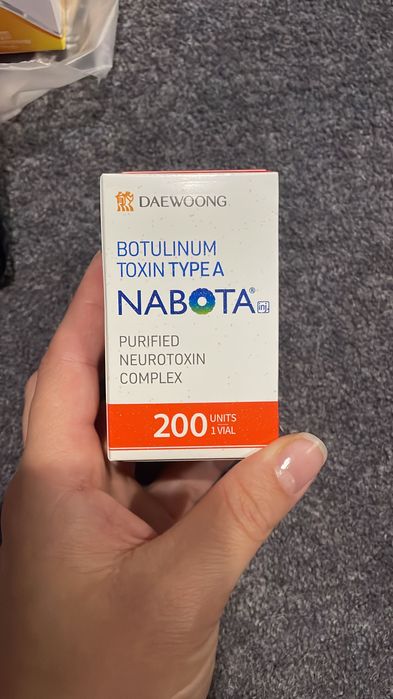 DAEWOONG
BOTULINUM
TOXIN TYPE A
NABOTA® inj.
PURIFIED
NEUROTOXIN
COMPLEX
200 UNITS
1 VIAL